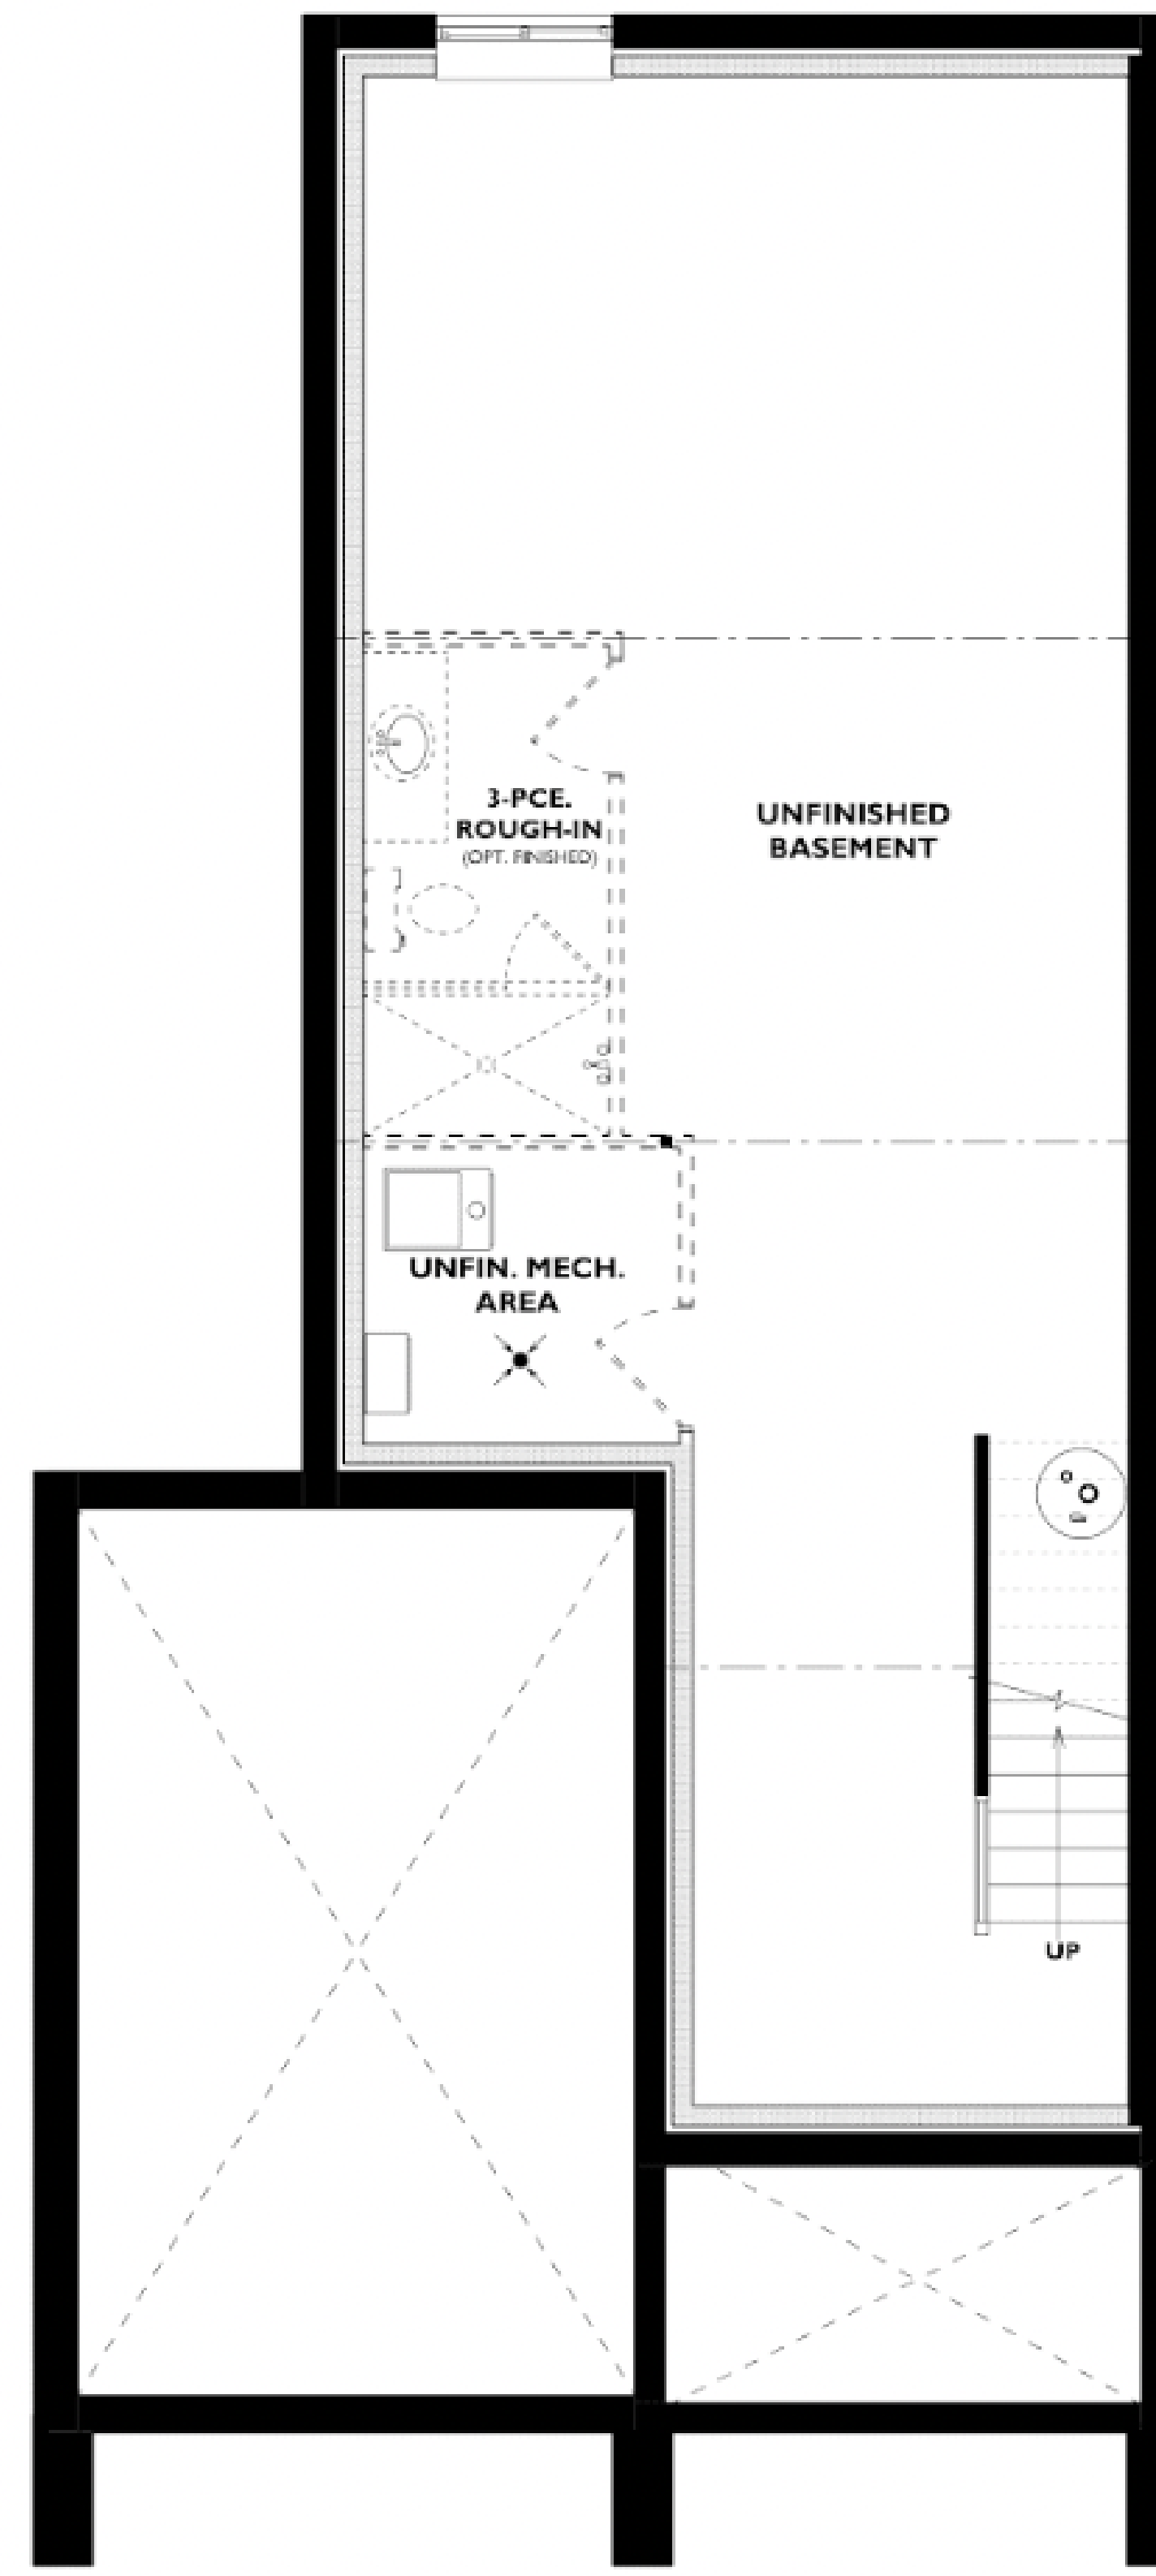 3-PCE.
ROUGH-IN
(OPT. FINISHED)
UNFINISHED
BASEMENT
UNFIN. MECH.
AREA
UP